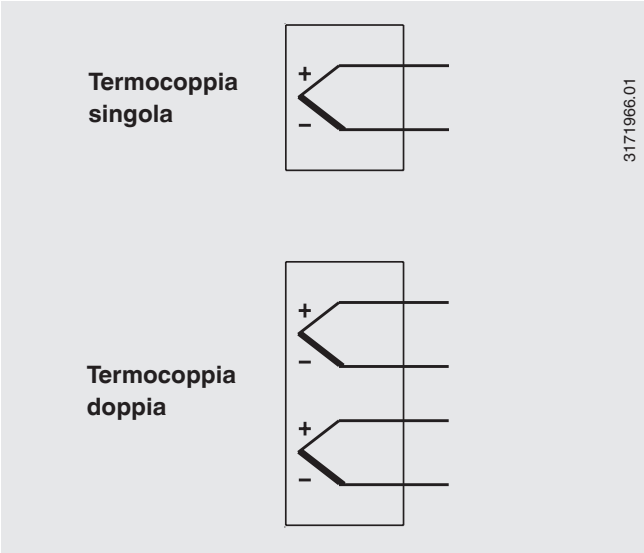 Termocoppia
singola
+
−
3171966.01
Termocoppia
doppia
+
−
+
−